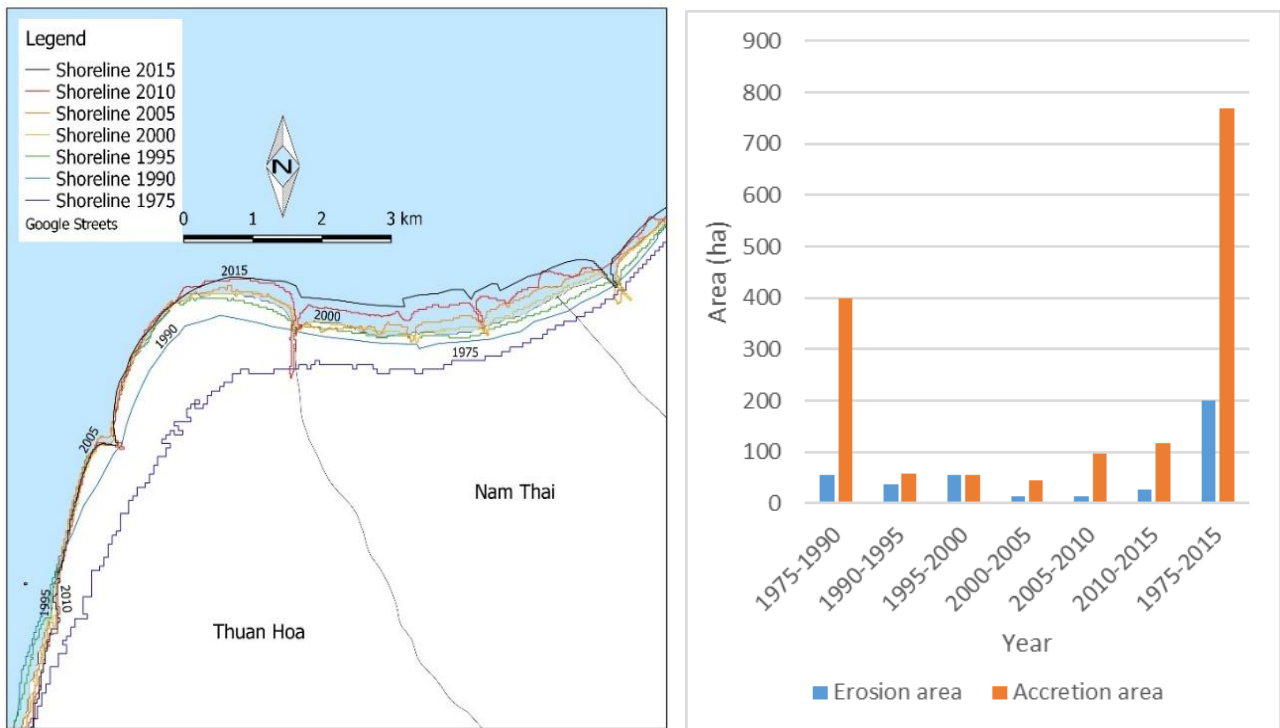 Legend
Shoreline 2015
Shoreline 2010
Shoreline 2005
Shoreline 2000
Shoreline 1995
Shoreline 1990
Shoreline 1975
Google Streets
N
0 1 2 3 km
2015
1990
2000
1975
2005
1995
2010
Nam Thai
Thuan Hoa
900
800
700
600
500
400
300
200
100
0
Area (ha)
1975-1990
1990-1995
1995-2000
2000-2005
2005-2010
2010-2015
1975-2015
Year
Erosion area Accretion area